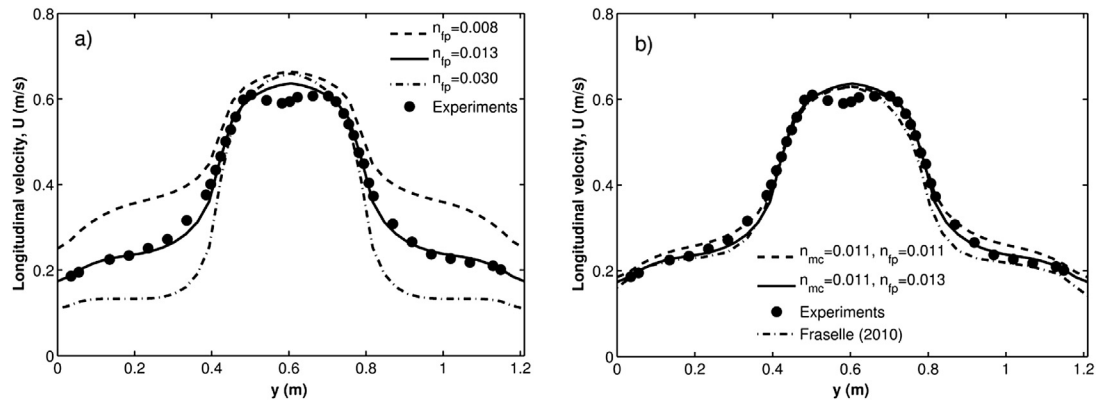 a)
n_fp=0.008
n_fp=0.013
n_fp=0.030
Experiments
Longitudinal velocity, U (m/s)
0.8
0.6
0.4
0.2
0
0 0.2 0.4 0.6 0.8 1 1.2
y (m)
b)
Longitudinal velocity, U (m/s)
0.8
0.6
0.4
0.2
0
n_mc=0.011, n_fp=0.011
n_mc=0.011, n_fp=0.013
Experiments
Fraselle (2010)
0 0.2 0.4 0.6 0.8 1 1.2
y (m)